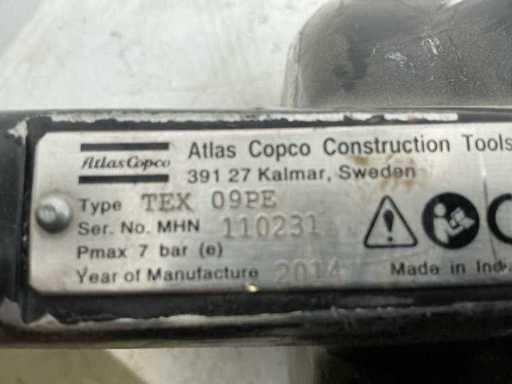 Atlas Copco
Atlas Copco Construction Tools
391 27 Kalmar, Sweden
Type TEX 09PE
Ser. No. MHN 110231
Pmax 7 bar (e)
Year of Manufacture 2014
Made in India